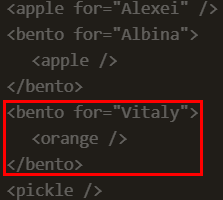 <apple for="Alexei" />
<bento for="Albina">
<apple />
</bento>
<bento for="Vitaly">
<orange />
</bento>
<pickle />